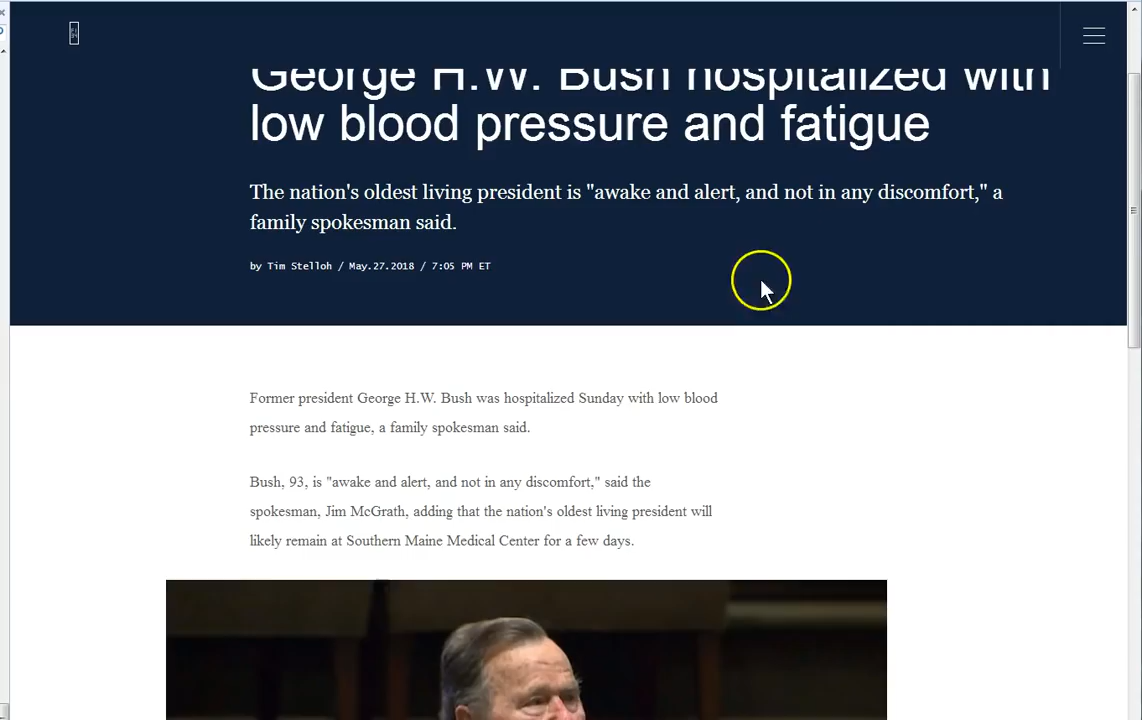 George H.W. Bush hospitalized with
low blood pressure and fatigue
The nation's oldest living president is "awake and alert, and not in any discomfort," a
family spokesman said.
by Tim Stelloh / May.27.2018 / 7:05 PM ET
Former president George H.W. Bush was hospitalized Sunday with low blood
pressure and fatigue, a family spokesman said.
Bush, 93, is "awake and alert, and not in any discomfort," said the
spokesman, Jim McGrath, adding that the nation's oldest living president will
likely remain at Southern Maine Medical Center for a few days.